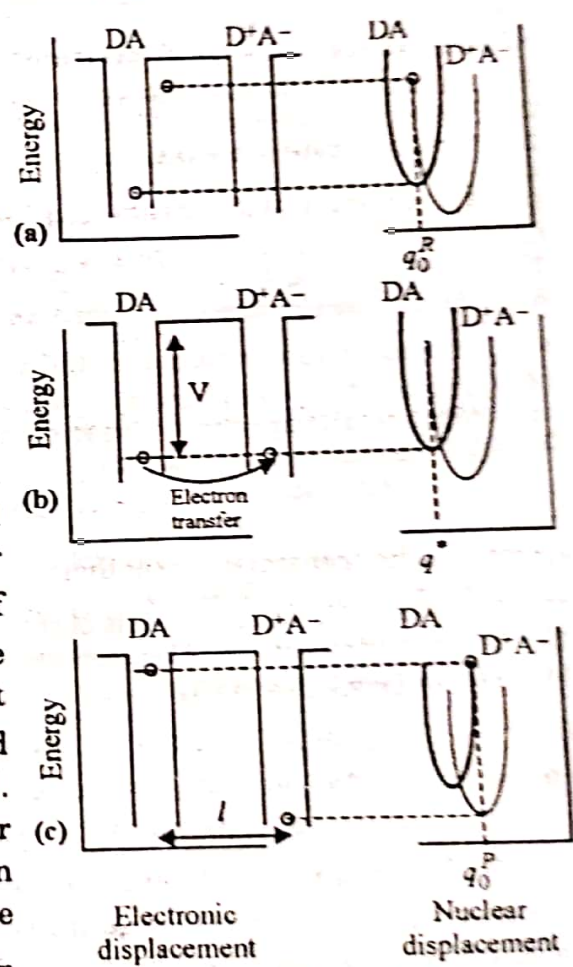 DA D⁺A⁻ DA D⁺A⁻
Energy
(a)
q₀ᴿ
DA D⁺A⁻ DA D⁺A⁻
Energy
V
(b)
Electron
transfer
q*
DA D⁺A⁻ DA D⁻A⁻
Energy
(c)
l
q₀ᴾ
Electronic
displacement
Nuclear
displacement